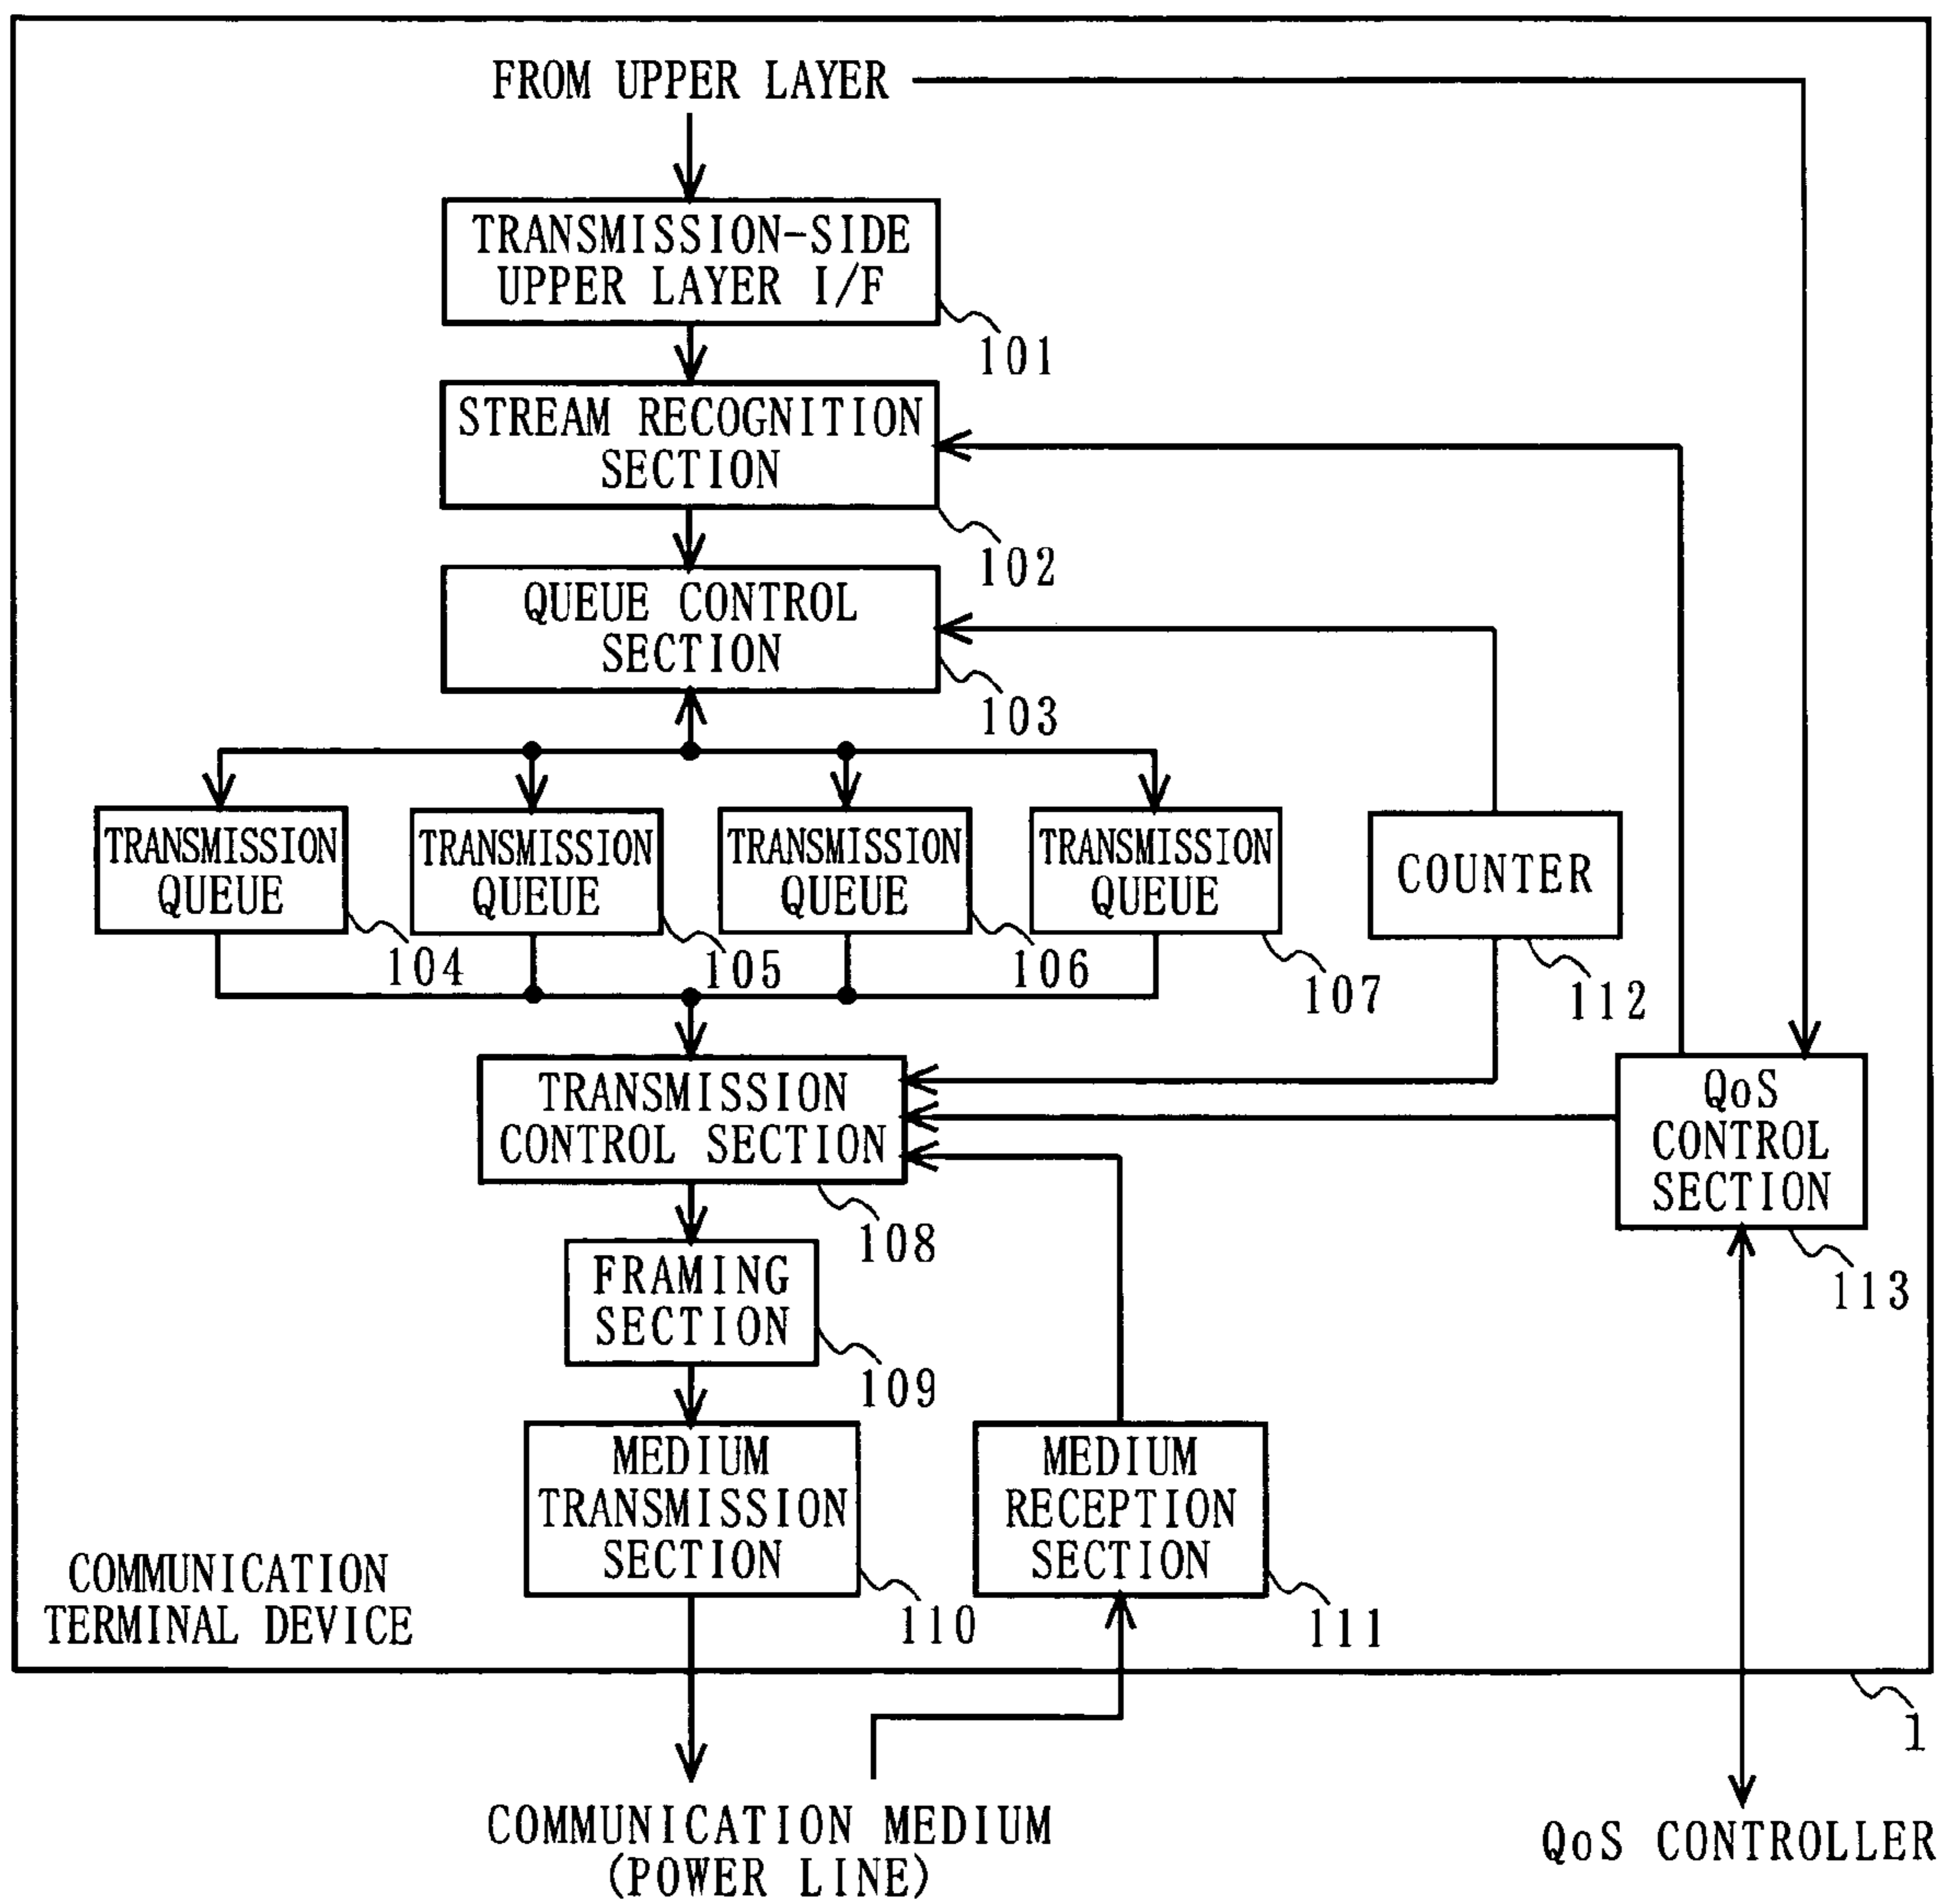 FROM UPPER LAYER
TRANSMISSION-SIDE
UPPER LAYER I/F
101
STREAM RECOGNITION
SECTION
102
QUEUE CONTROL
SECTION
103
TRANSMISSION
QUEUE
104
TRANSMISSION
QUEUE
105
TRANSMISSION
QUEUE
106
TRANSMISSION
QUEUE
107
COUNTER
112
TRANSMISSION
CONTROL SECTION
108
QoS
CONTROL
SECTION
113
FRAMING
SECTION
109
MEDIUM
TRANSMISSION
SECTION
110
MEDIUM
RECEPTION
SECTION
111
COMMUNICATION
TERMINAL DEVICE
1
COMMUNICATION MEDIUM
(POWER LINE)
QoS CONTROLLER